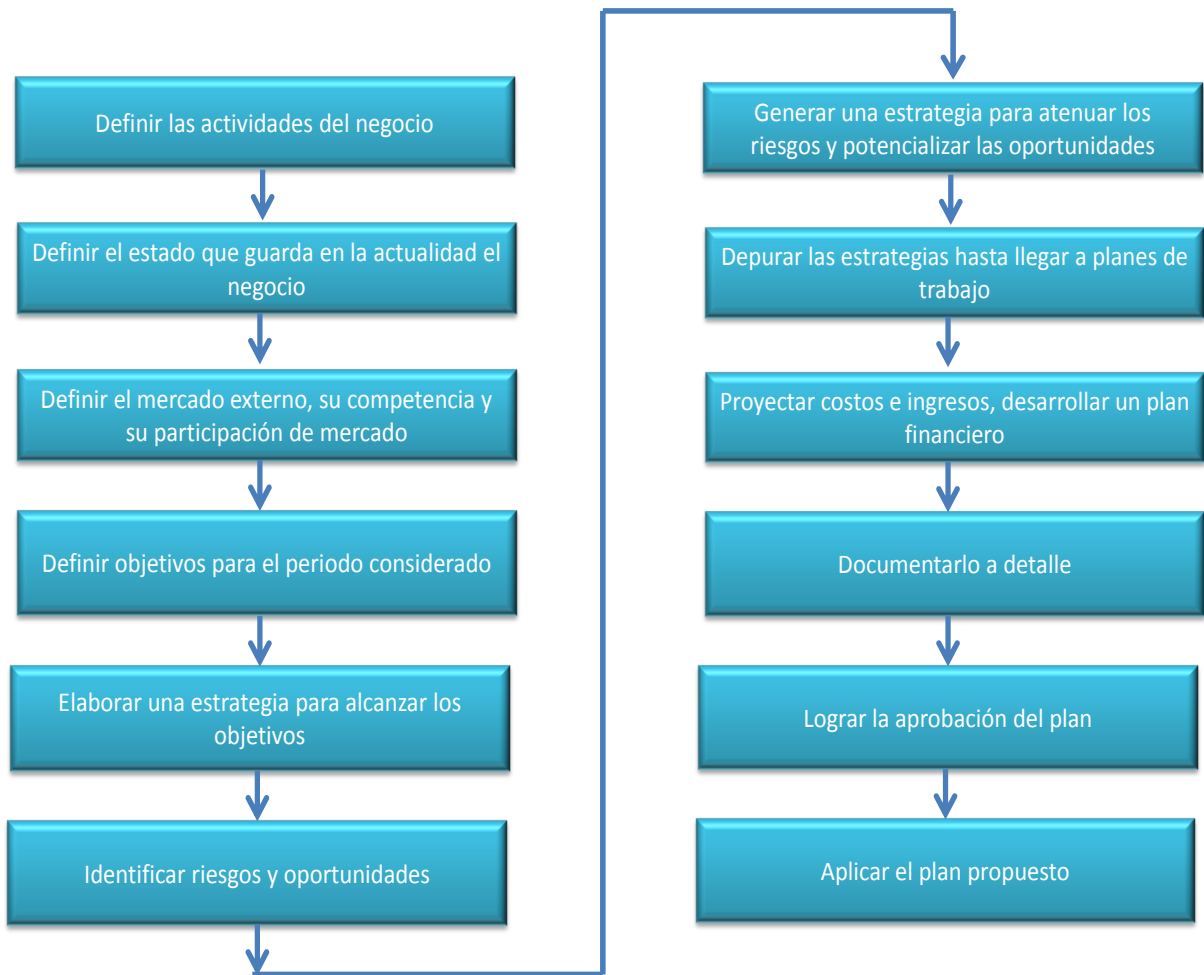 Definir las actividades del negocio
Definir el estado que guarda en la actualidad el
negocio
Definir el mercado externo, su competencia y
su participación de mercado
Definir objetivos para el periodo considerado
Elaborar una estrategia para alcanzar los
objetivos
Identificar riesgos y oportunidades
Generar una estrategia para atenuar los
riesgos y potencializar las oportunidades
Depurar las estrategias hasta llegar a planes de
trabajo
Proyectar costos e ingresos, desarrollar un plan
financiero
Documentarlo a detalle
Lograr la aprobación del plan
Aplicar el plan propuesto